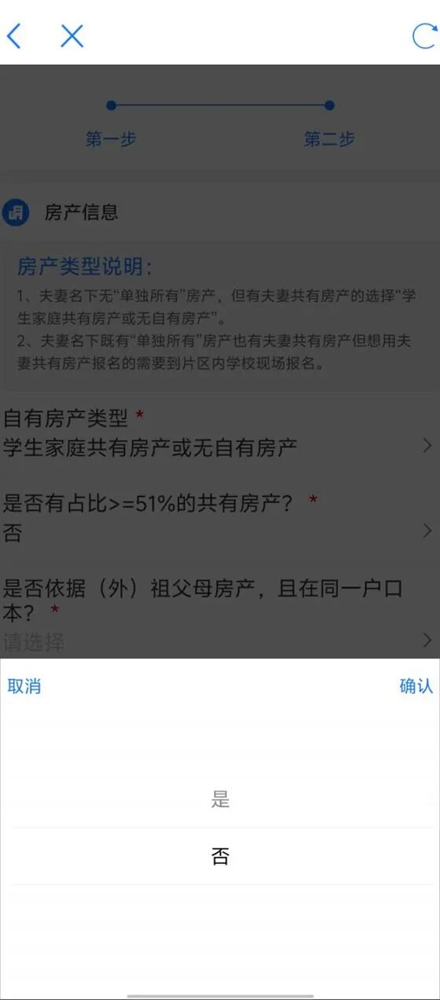 第一步
第二步
房产信息
房产类型说明：
1、夫妻名下无“单独所有”房产，但有夫妻共有房产的选择“学
生家庭共有房产或无自有房产”。
2、夫妻名下既有“单独所有”房产也有夫妻共有房产但想用夫
妻共有房产报名的需要到片区内学校现场报名。
自有房产类型 *
学生家庭共有房产或无自有房产
是否有占比>=51%的共有房产？ *
否
是否依据（外）祖父母房产，且在同一户口
本？ *
请选择
取消
确认
是
否